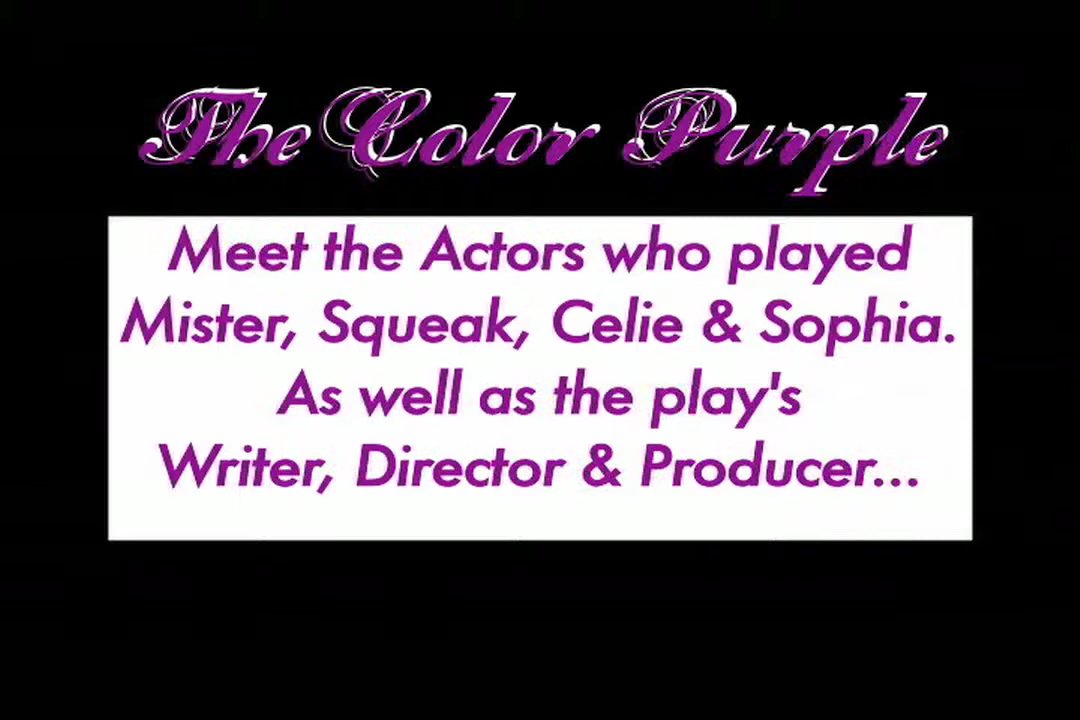 The Color Purple
Meet the Actors who played
Mister, Squeak, Celie & Sophia.
As well as the play's
Writer, Director & Producer...